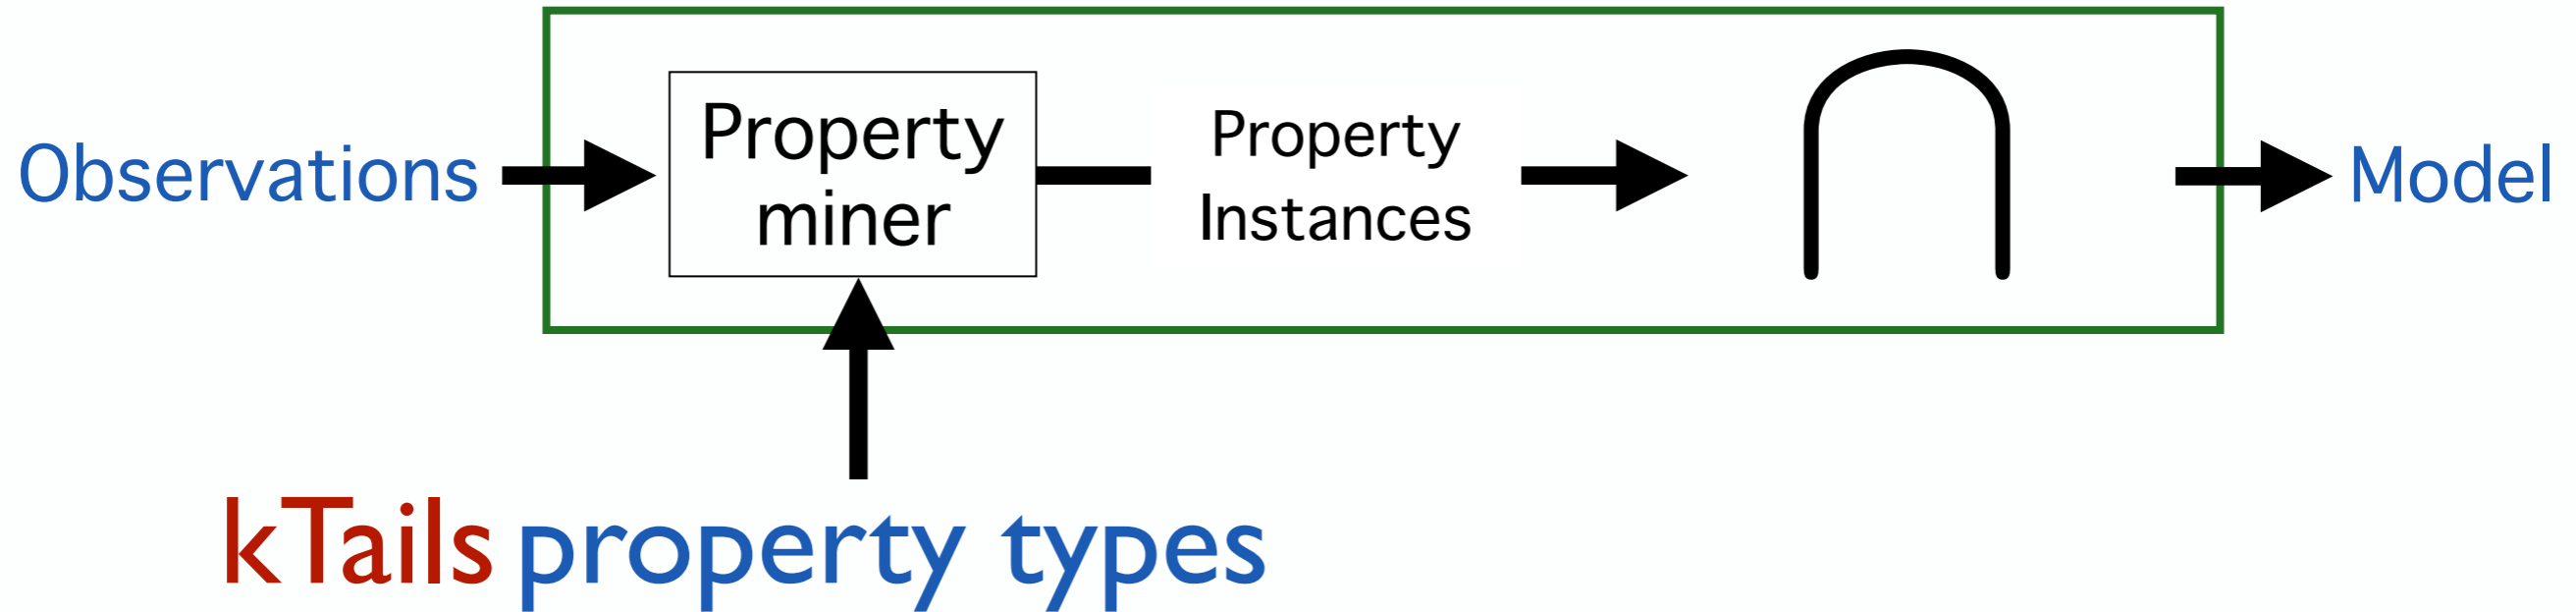 Observations
Property
miner
Property
Instances
∩
Model
kTails property types